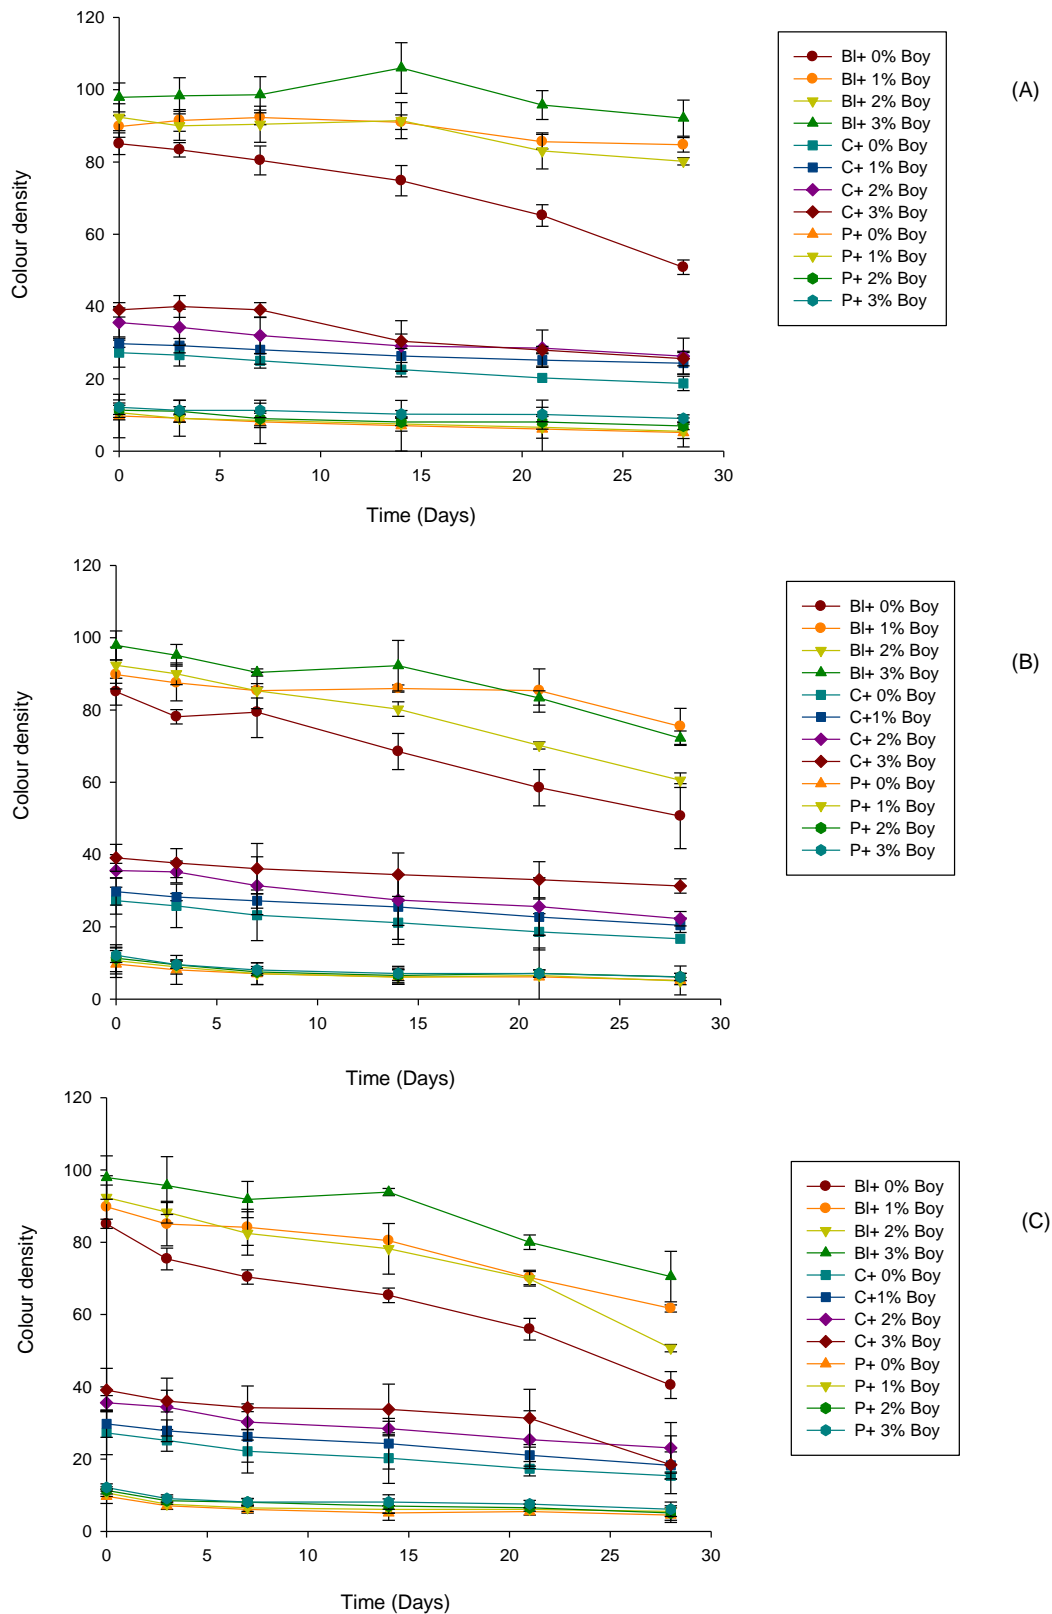 120
100
80
60
40
20
0
Colour density
0 5 10 15 20 25 30
Time (Days)
Bl+ 0% Boy
Bl+ 1% Boy
Bl+ 2% Boy
Bl+ 3% Boy
C+ 0% Boy
C+ 1% Boy
C+ 2% Boy
C+ 3% Boy
P+ 0% Boy
P+ 1% Boy
P+ 2% Boy
P+ 3% Boy
(A)
120
100
80
60
40
20
0
Colour density
0 5 10 15 20 25 30
Time (Days)
Bl+ 0% Boy
Bl+ 1% Boy
Bl+ 2% Boy
Bl+ 3% Boy
C+ 0% Boy
C+1% Boy
C+ 2% Boy
C+ 3% Boy
P+ 0% Boy
P+ 1% Boy
P+ 2% Boy
P+ 3% Boy
(B)
120
100
80
60
40
20
0
Colour density
0 5 10 15 20 25 30
Time (Days)
Bl+ 0% Boy
Bl+ 1% Boy
Bl+ 2% Boy
Bl+ 3% Boy
C+ 0% Boy
C+1% Boy
C+ 2% Boy
C+ 3% Boy
P+ 0% Boy
P+ 1% Boy
P+ 2% Boy
P+ 3% Boy
(C)